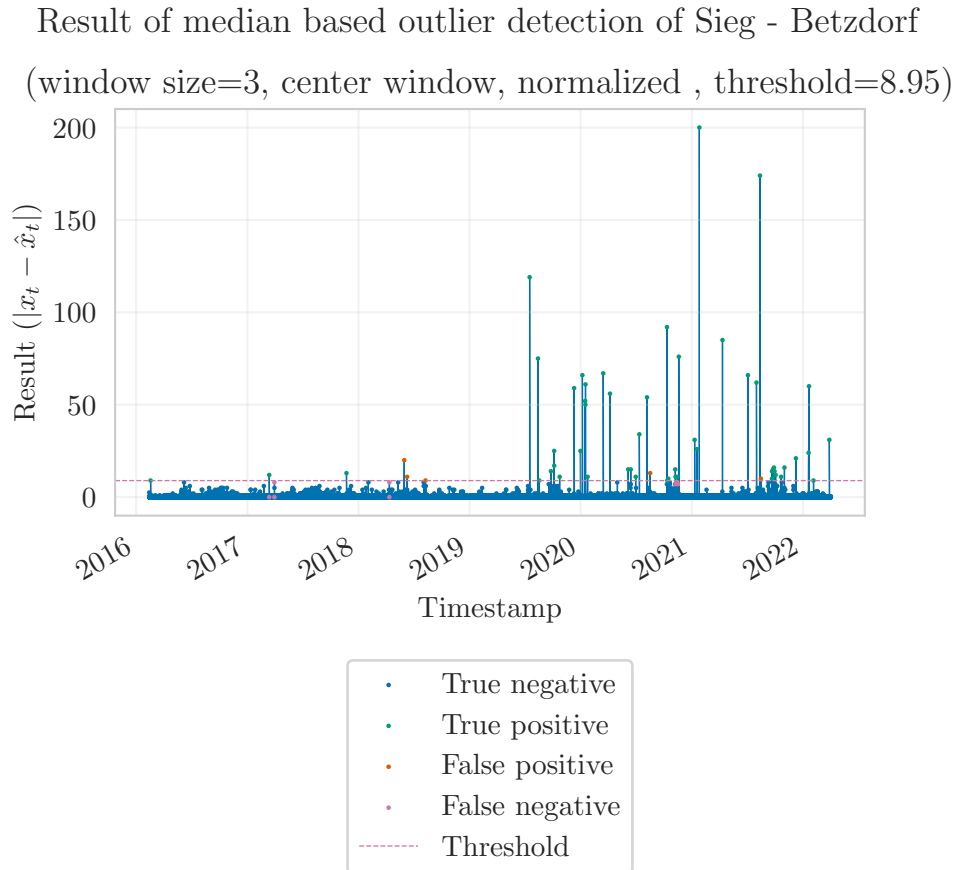 Result of median based outlier detection of Sieg - Betzdorf
(window size=3, center window, normalized , threshold=8.95)
200
150
100
50
0
Result (|x_t − x̂_t|)
2016
2017
2018
2019
2020
2021
2022
Timestamp
True negative
True positive
False positive
False negative
Threshold